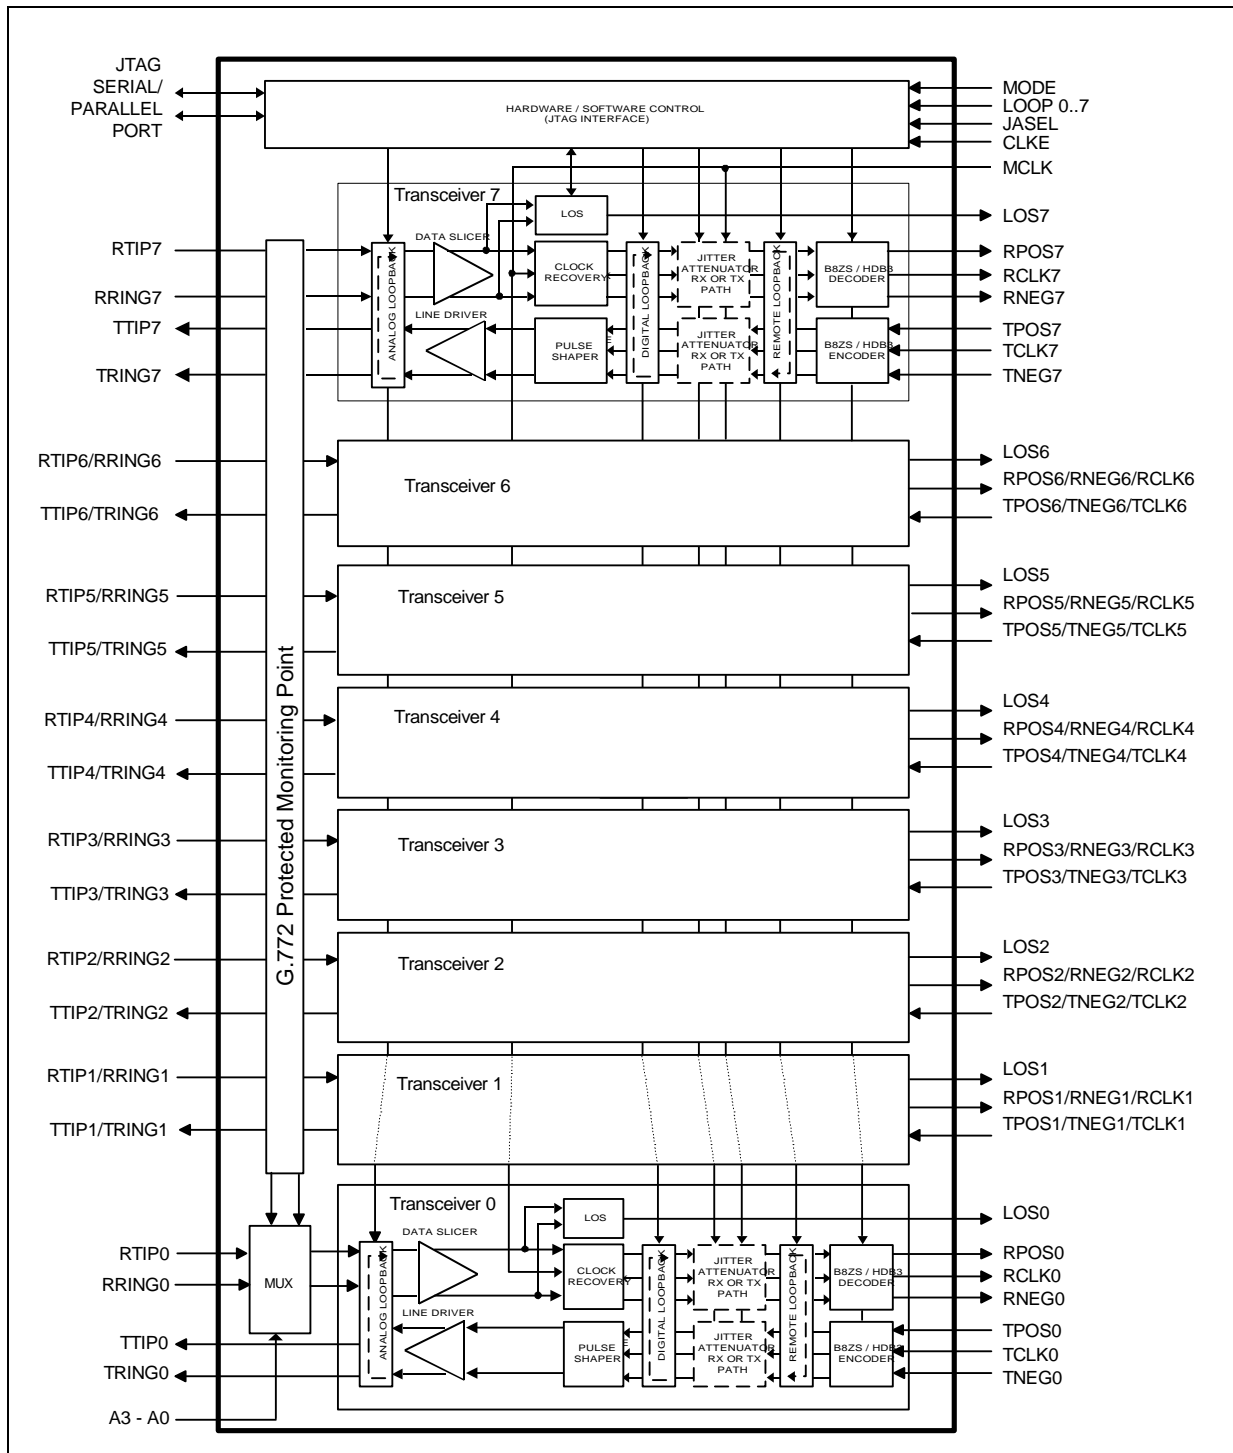 JTAG
SERIAL/
PARALLEL
PORT
HARDWARE / SOFTWARE CONTROL
(JTAG INTERFACE)
MODE
LOOP 0..7
JASEL
CLKE
MCLK
Transceiver 7
LOS
LOS7
RTIP7
RRING7
TTIP7
TRING7
ANALOG LOOPBACK
DATA SLICER
LINE DRIVER
CLOCK
RECOVERY
PULSE
SHAPER
DIGITAL LOOPBACK
JITTER
ATTENUATOR
RX OR TX
PATH
JITTER
ATTENUATOR
RX OR TX
PATH
REMOTE LOOPBACK
B8ZS / HDB3
DECODER
B8ZS / HDB3
ENCODER
RPOS7
RCLK7
RNEG7
TPOS7
TCLK7
TNEG7
G.772 Protected Monitoring Point
RTIP6/RRING6
TTIP6/TRING6
Transceiver 6
LOS6
RPOS6/RNEG6/RCLK6
TPOS6/TNEG6/TCLK6
RTIP5/RRING5
TTIP5/TRING5
Transceiver 5
LOS5
RPOS5/RNEG5/RCLK5
TPOS5/TNEG5/TCLK5
RTIP4/RRING4
TTIP4/TRING4
Transceiver 4
LOS4
RPOS4/RNEG4/RCLK4
TPOS4/TNEG4/TCLK4
RTIP3/RRING3
TTIP3/TRING3
Transceiver 3
LOS3
RPOS3/RNEG3/RCLK3
TPOS3/TNEG3/TCLK3
RTIP2/RRING2
TTIP2/TRING2
Transceiver 2
LOS2
RPOS2/RNEG2/RCLK2
TPOS2/TNEG2/TCLK2
RTIP1/RRING1
TTIP1/TRING1
Transceiver 1
LOS1
RPOS1/RNEG1/RCLK1
TPOS1/TNEG1/TCLK1
Transceiver 0
LOS
LOS0
RTIP0
RRING0
TTIP0
TRING0
A3 - A0
MUX
ANALOG LOOPBACK
DATA SLICER
LINE DRIVER
CLOCK
RECOVERY
PULSE
SHAPER
DIGITAL LOOPBACK
JITTER
ATTENUATOR
RX OR TX
PATH
JITTER
ATTENUATOR
RX OR TX
PATH
REMOTE LOOPBACK
B8ZS / HDB3
DECODER
B8ZS / HDB3
ENCODER
RPOS0
RCLK0
RNEG0
TPOS0
TCLK0
TNEG0